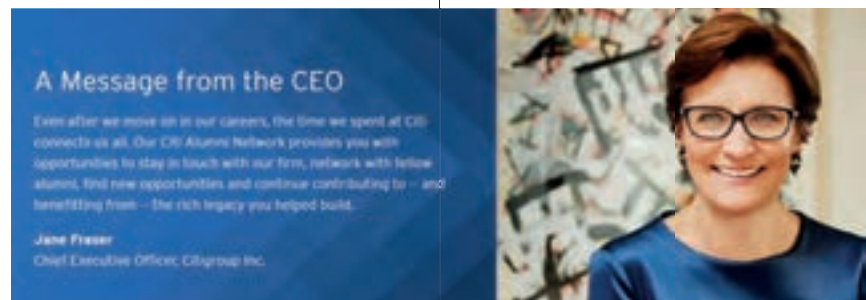 A Message from the CEO
Even after we move on in our careers, the time we spent at Citi
connects us all. Our Citi Alumni Network provides you with
opportunities to stay in touch with our firm, network with fellow
alumni, find new opportunities and continue contributing to – and
benefitting from – the rich legacy you helped build.
Jane Fraser
Chief Executive Officer, Citigroup Inc.